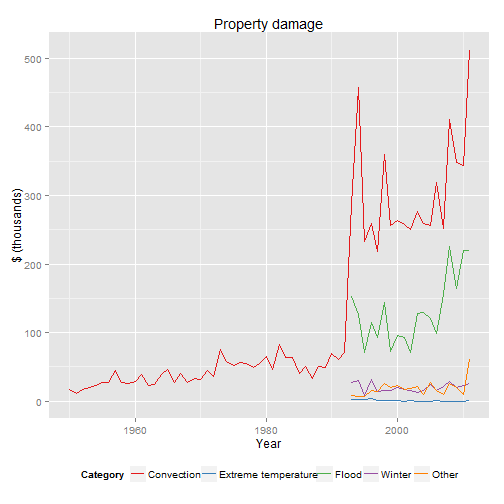 Property damage
$ (thousands)
500
400
300
200
100
0
1960 1980 2000
Year
Category Convection Extreme temperature Flood Winter Other